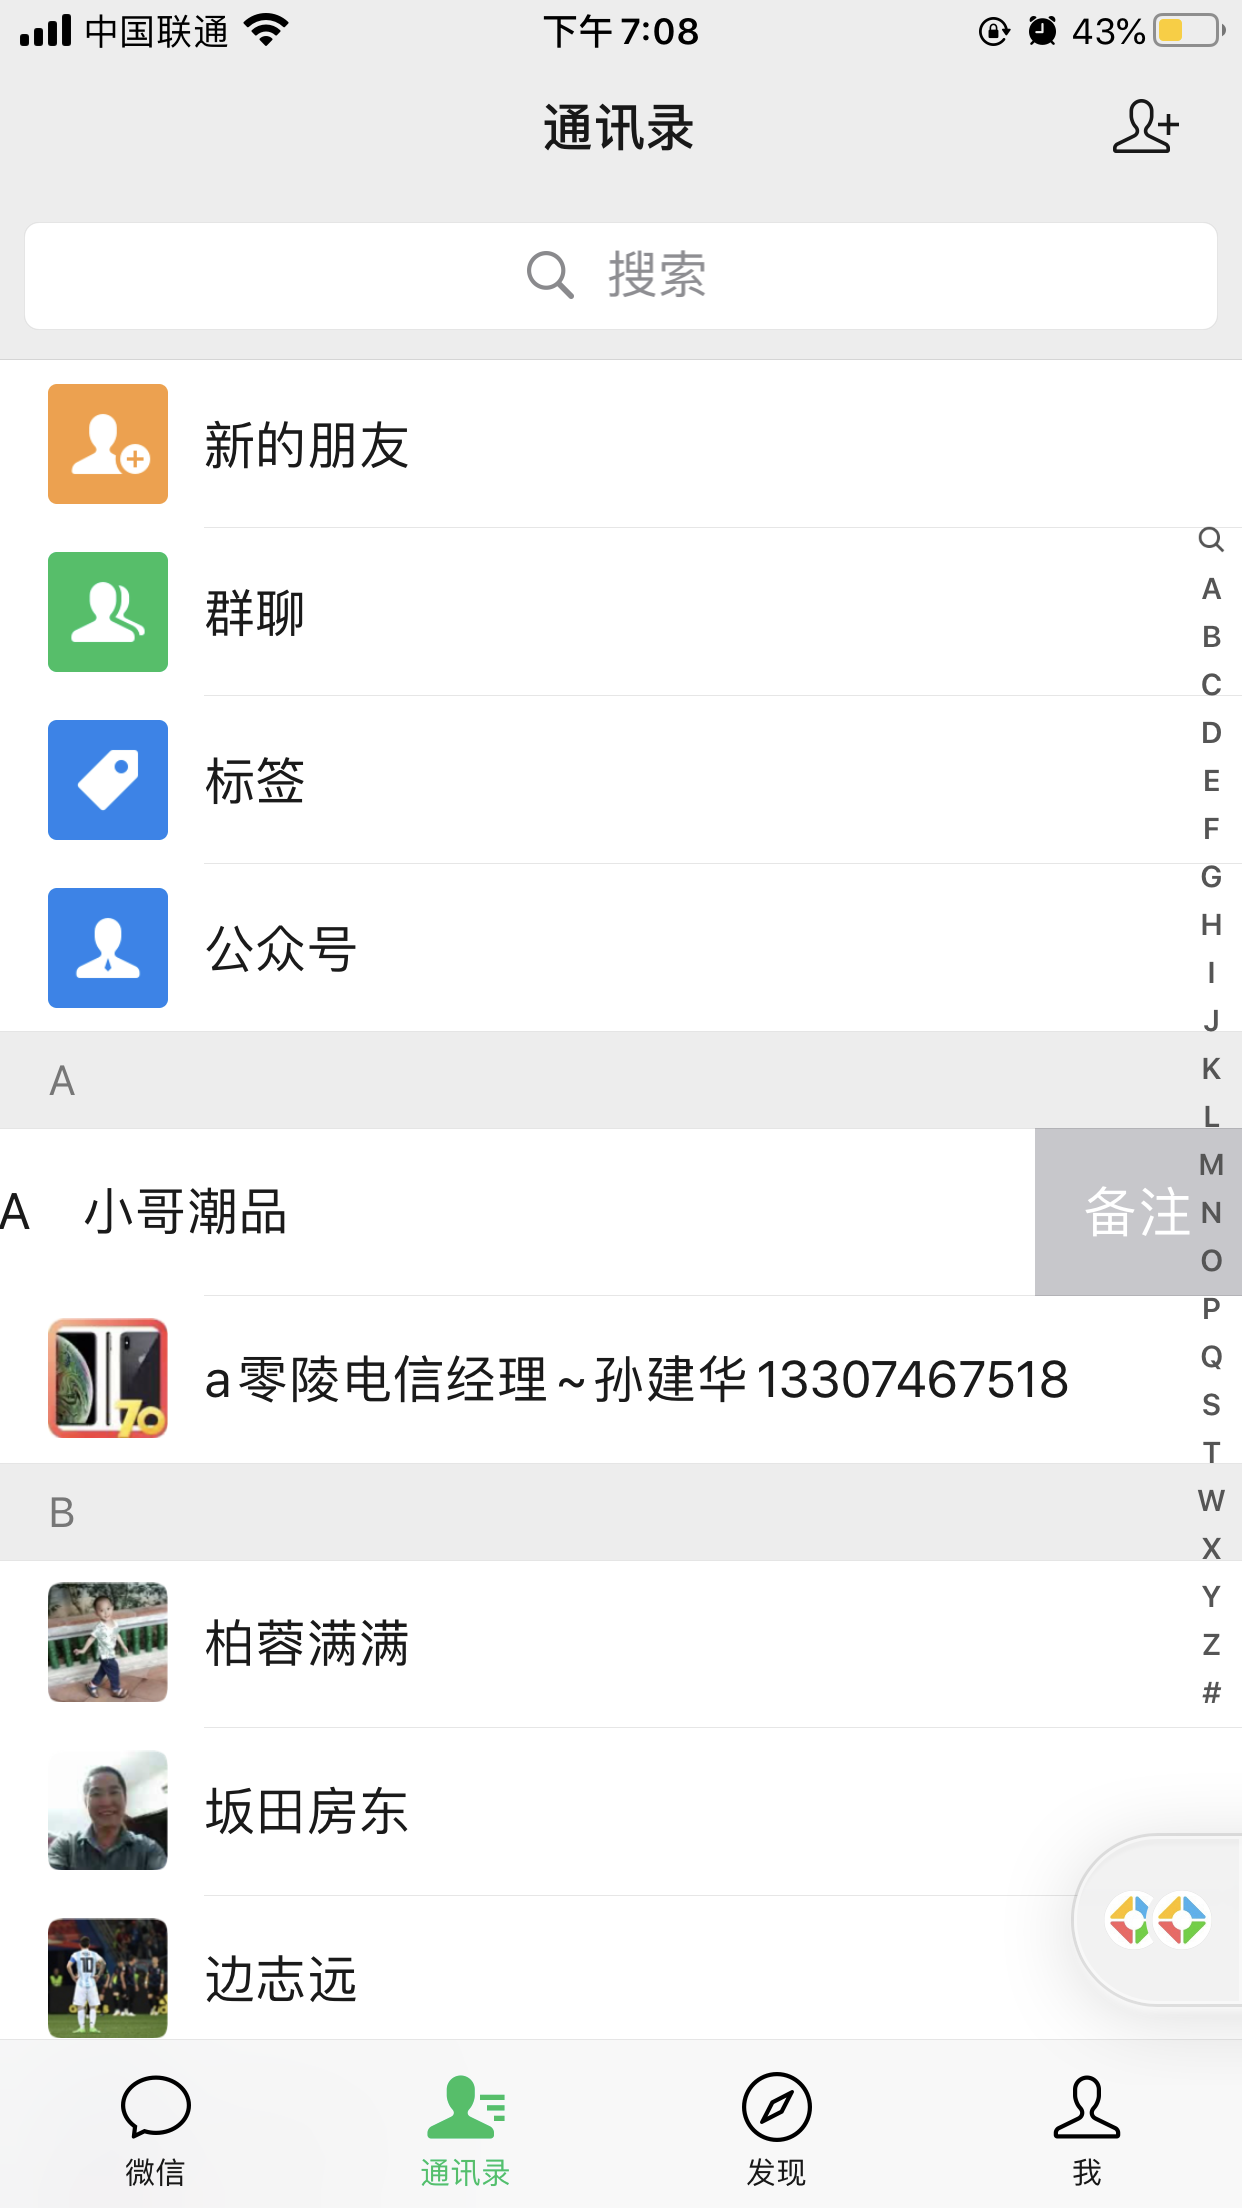 中国联通 下午 7:08 43%
通讯录
搜索
新的朋友
群聊
标签
公众号
A
A 小哥潮品 备注
a零陵电信经理~孙建华13307467518
B
柏蓉满满
坂田房东
边志远
A
B
C
D
E
F
G
H
I
J
K
L
M
N
O
P
Q
S
T
W
X
Y
Z
#
微信 通讯录 发现 我